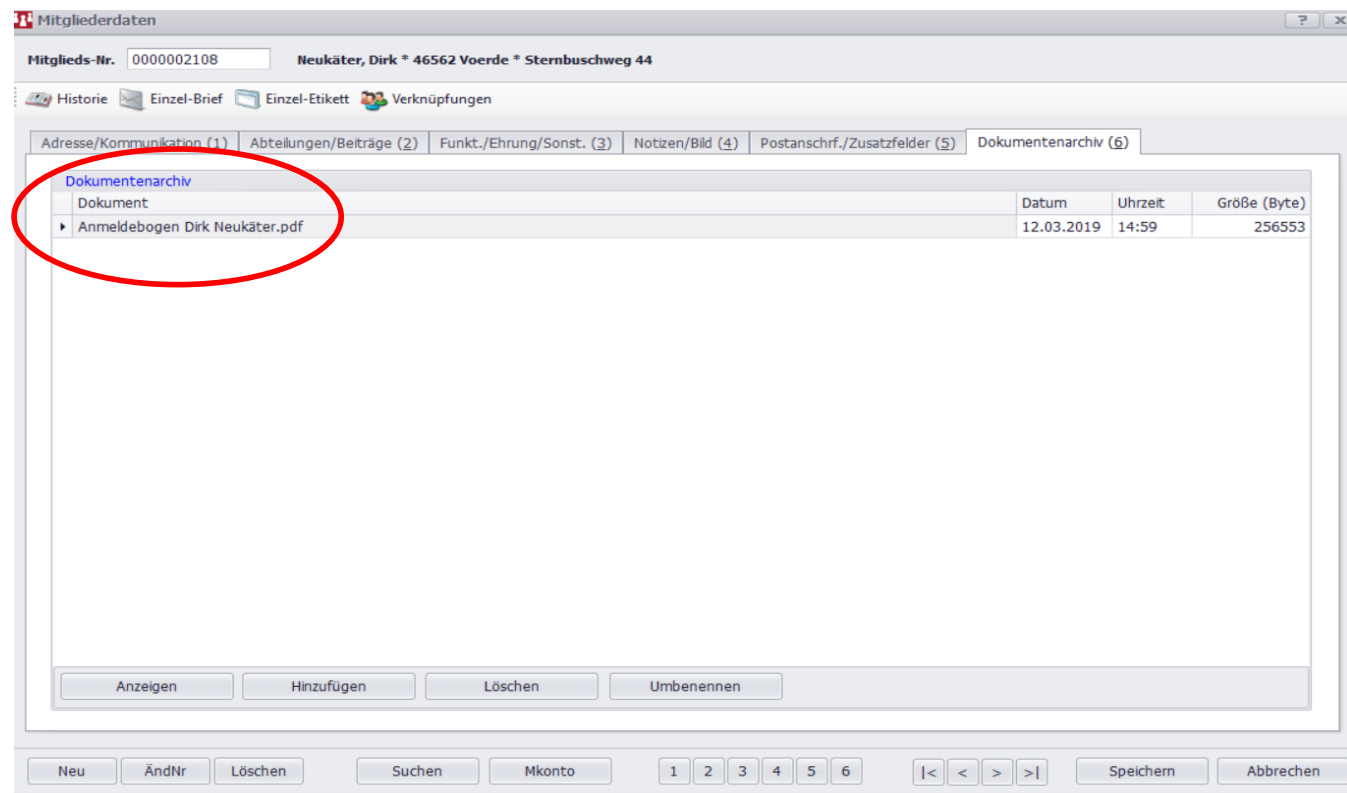 Mitgliederdaten ? x
Mitglieds-Nr. 0000002108 Neukäter, Dirk * 46562 Voerde * Sternbuschweg 44
Historie Einzel-Brief Einzel-Etikett Verknüpfungen
Adresse/Kommunikation (1) Abteilungen/Beiträge (2) Funkt./Ehrung/Sonst. (3) Notizen/Bild (4) Postanschrf./Zusatzfelder (5) Dokumentenarchiv (6)
Dokumentenarchiv
Dokument Datum Uhrzeit Größe (Byte)
Anmeldebogen Dirk Neukäter.pdf 12.03.2019 14:59 256553
Anzeigen Hinzufügen Löschen Umbenennen
Neu ÄndNr Löschen Suchen Mkonto 1 2 3 4 5 6 |< < > >| Speichern Abbrechen